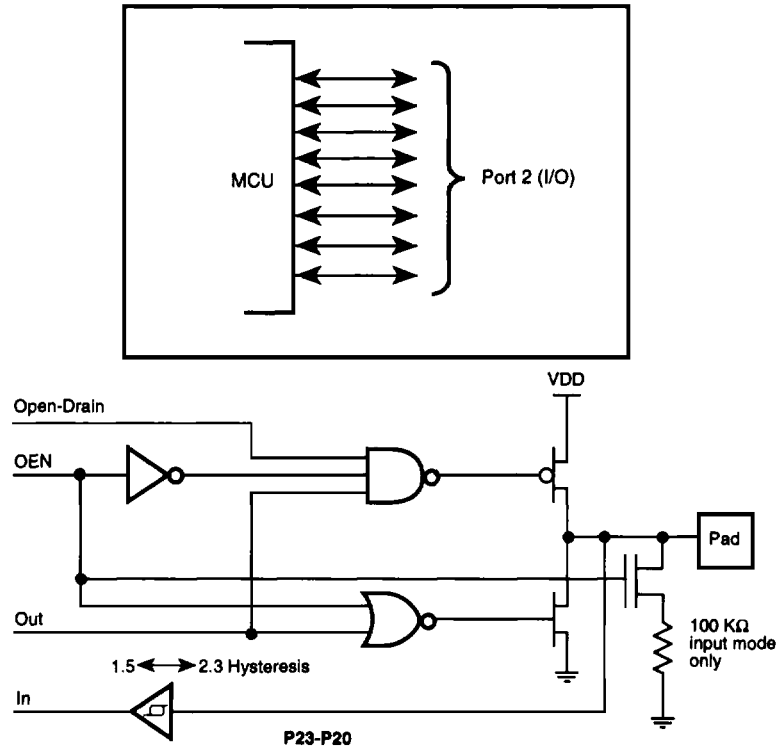 MCU
Port 2 (I/O)
VDD
Open-Drain
OEN
Pad
Out
100 KΩ
input mode
only
1.5
2.3 Hysteresis
In
P23-P20